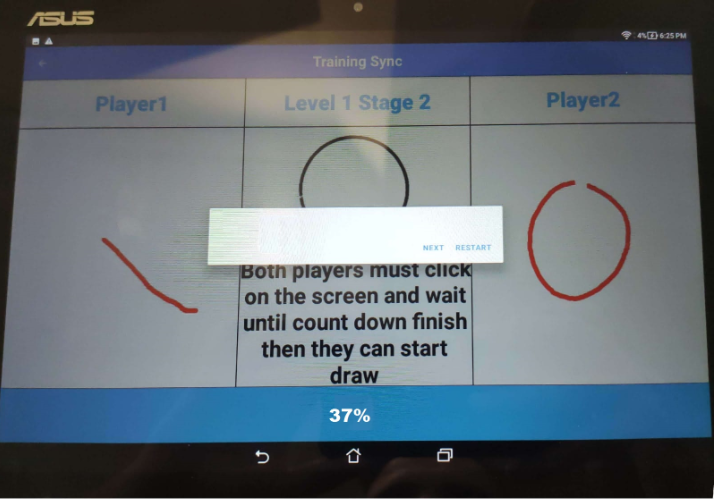 ASUS
4% 6:25 PM
Training Sync
Player1
Level 1 Stage 2
Player2
NEXT RESTART
Both players must click
on the screen and wait
until count down finish
then they can start
draw
37%